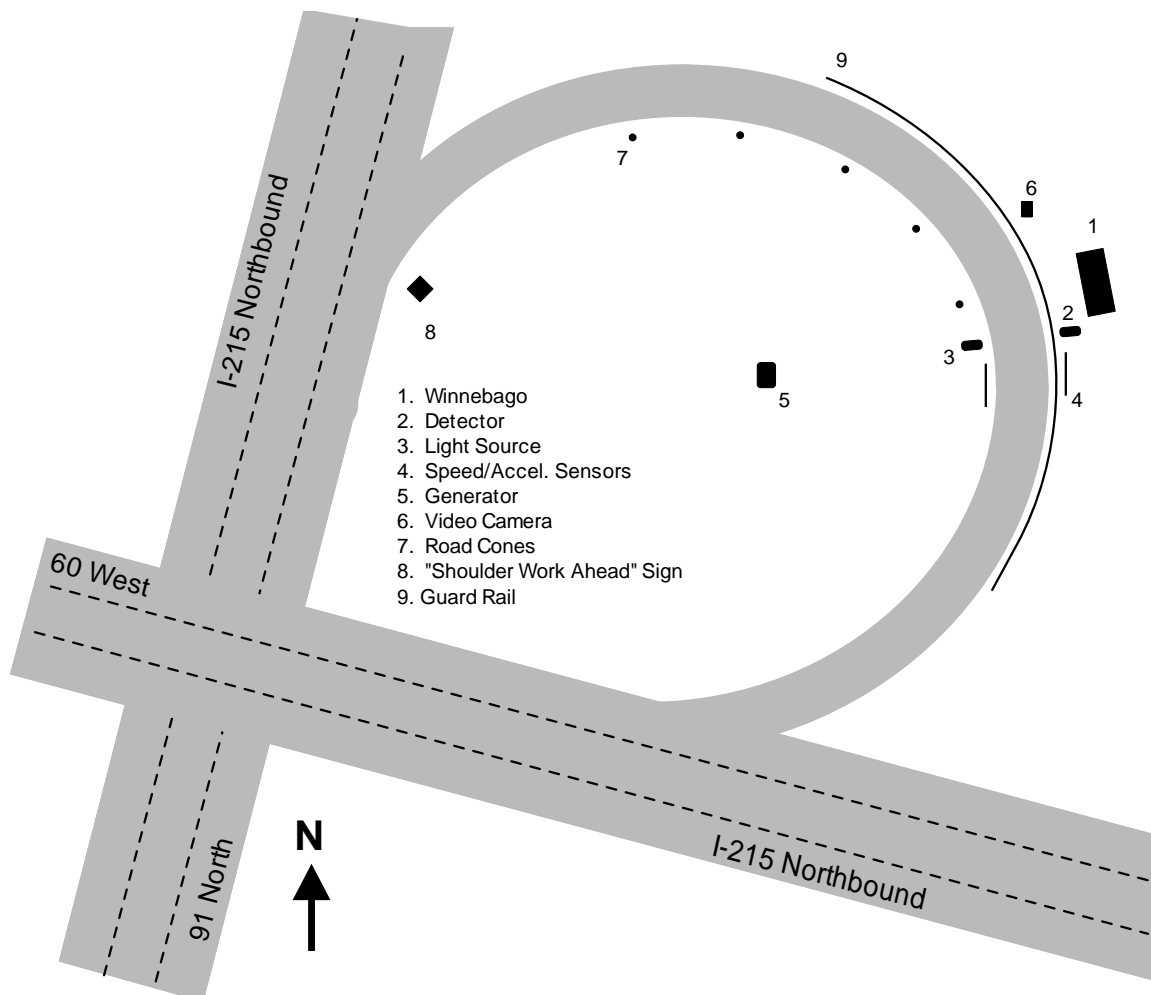 9
7
6
1
I-215 Northbound
8
2
3
5
4
1. Winnebago
2. Detector
3. Light Source
4. Speed/Accel. Sensors
5. Generator
6. Video Camera
7. Road Cones
8. "Shoulder Work Ahead" Sign
9. Guard Rail
60 West
N
91 North
I-215 Northbound